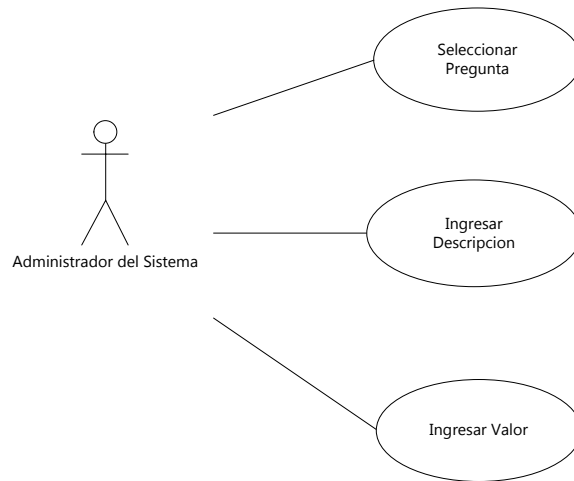 Seleccionar
Pregunta
Ingresar
Descripcion
Administrador del Sistema
Ingresar Valor